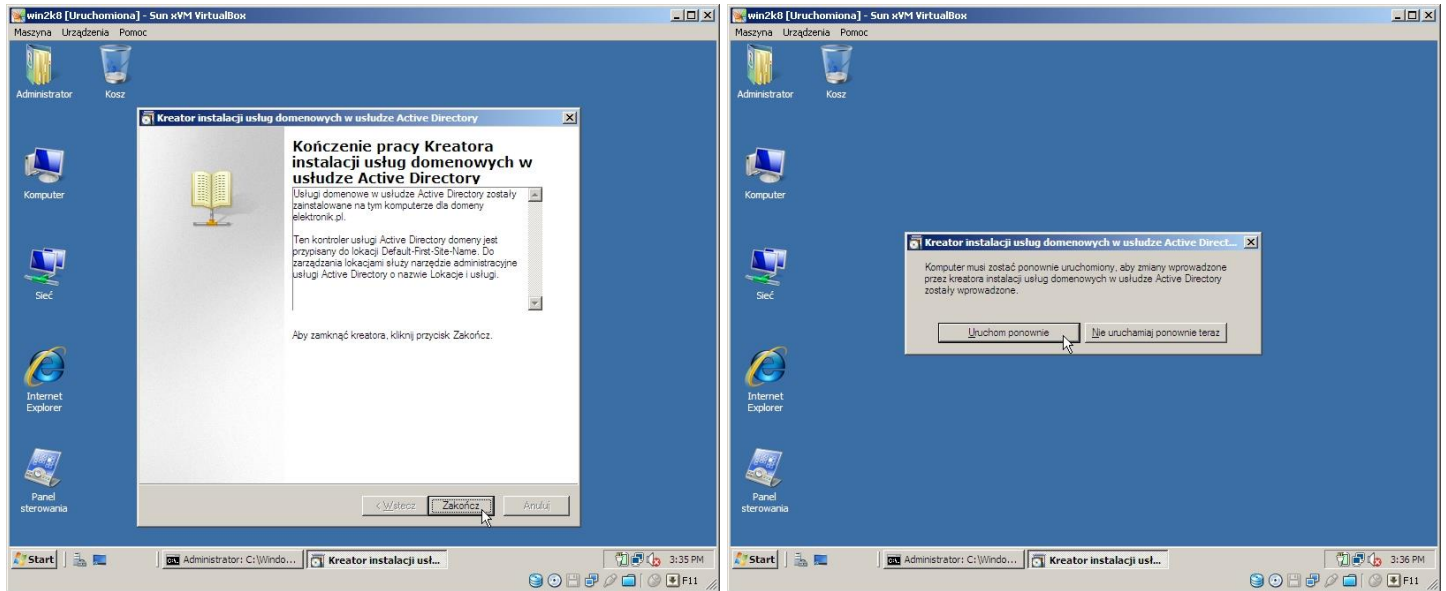 win2k8 [Uruchomiona] - Sun xVM VirtualBox
Maszyna Urządzenia Pomoc
Administrator
Kosz
Komputer
Sieć
Internet
Explorer
Panel
sterowania
Kreator instalacji usług domenowych w usłudze Active Directory
Kończenie pracy Kreatora
instalacji usług domenowych w
usłudze Active Directory
Usługi domenowe w usłudze Active Directory zostały
zainstalowane na tym komputerze dla domeny
elektronik.pl.
Ten kontroler usługi Active Directory domeny jest
przypisany do lokacji Default-First-Site-Name. Do
zarządzania lokacjami służy narzędzie administracyjne
usługi Active Directory o nazwie Lokacje i usługi.
Aby zamknąć kreatora, kliknij przycisk Zakończ.
< Wstecz Zakończ Anuluj
Start Administrator: C:\Windo... Kreator instalacji usł... 3:35 PM
F11
win2k8 [Uruchomiona] - Sun xVM VirtualBox
Maszyna Urządzenia Pomoc
Administrator
Kosz
Komputer
Sieć
Internet
Explorer
Panel
sterowania
Kreator instalacji usług domenowych w usłudze Active Direct...
Komputer musi zostać ponownie uruchomiony, aby zmiany wprowadzone
przez kreatora instalacji usług domenowych w usłudze Active Directory
zostały wprowadzone.
Uruchom ponownie Nie uruchamiaj ponownie teraz
Start Administrator: C:\Windo... Kreator instalacji usł... 3:36 PM
F11